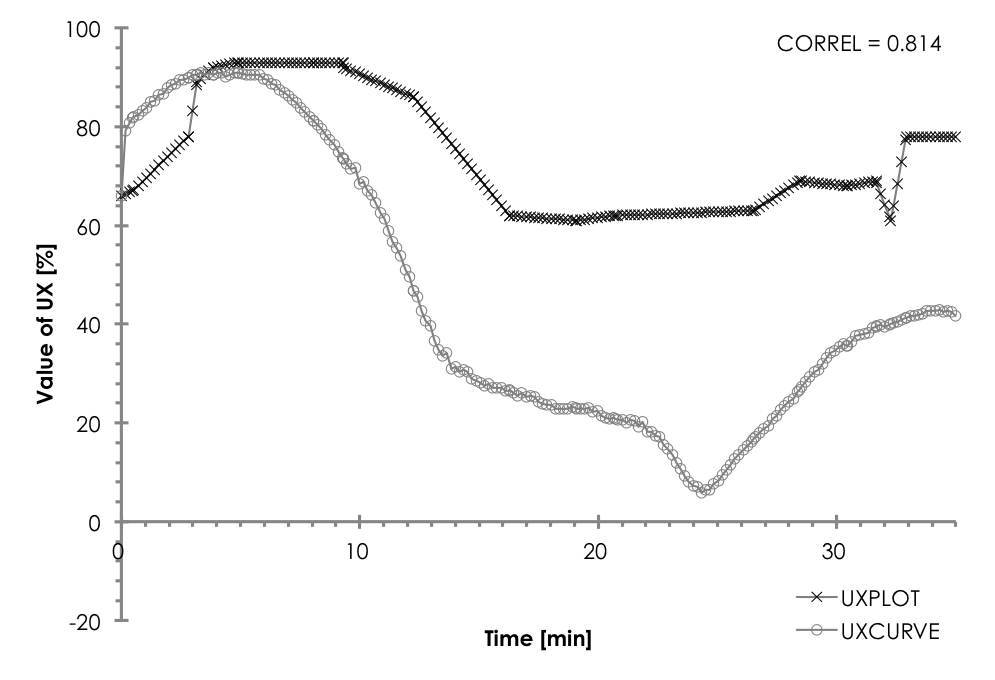 CORREL = 0.814
100
80
60
40
20
0
-20
Value of UX [%]
0 10 20 30
Time [min]
UXPLOT
UXCURVE